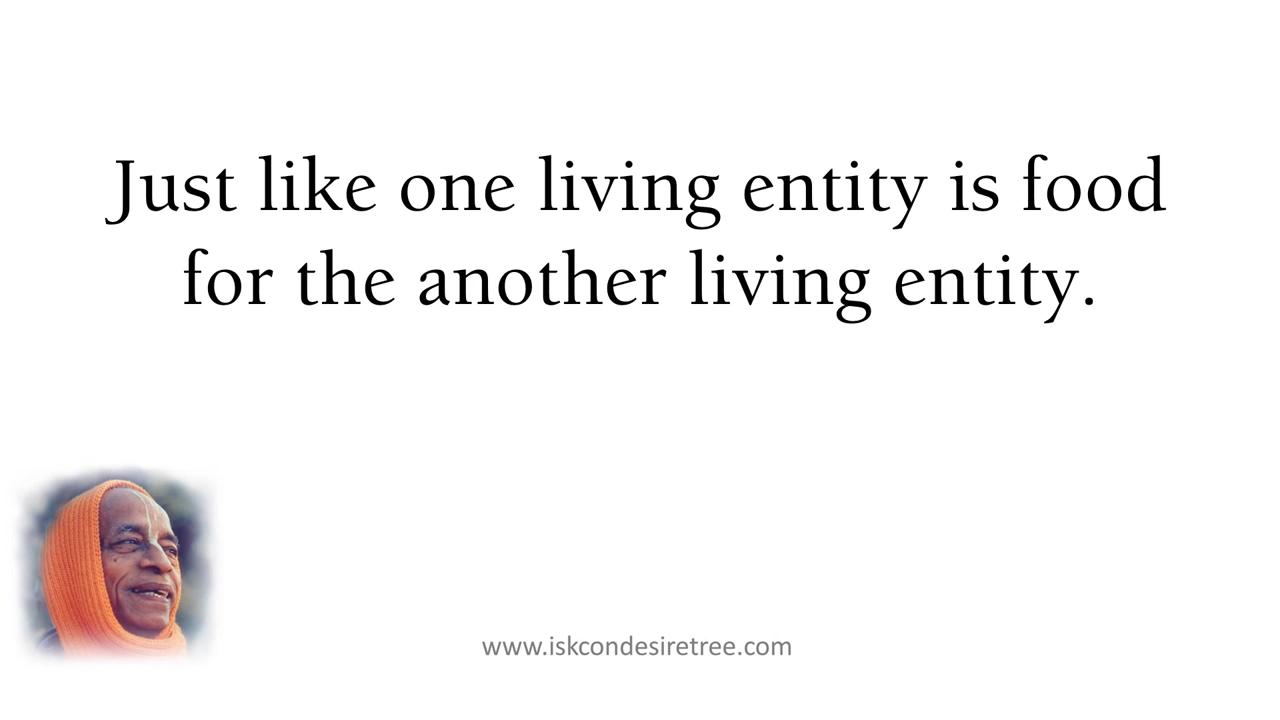 Just like one living entity is food
for the another living entity.
www.iskcondesiretree.com